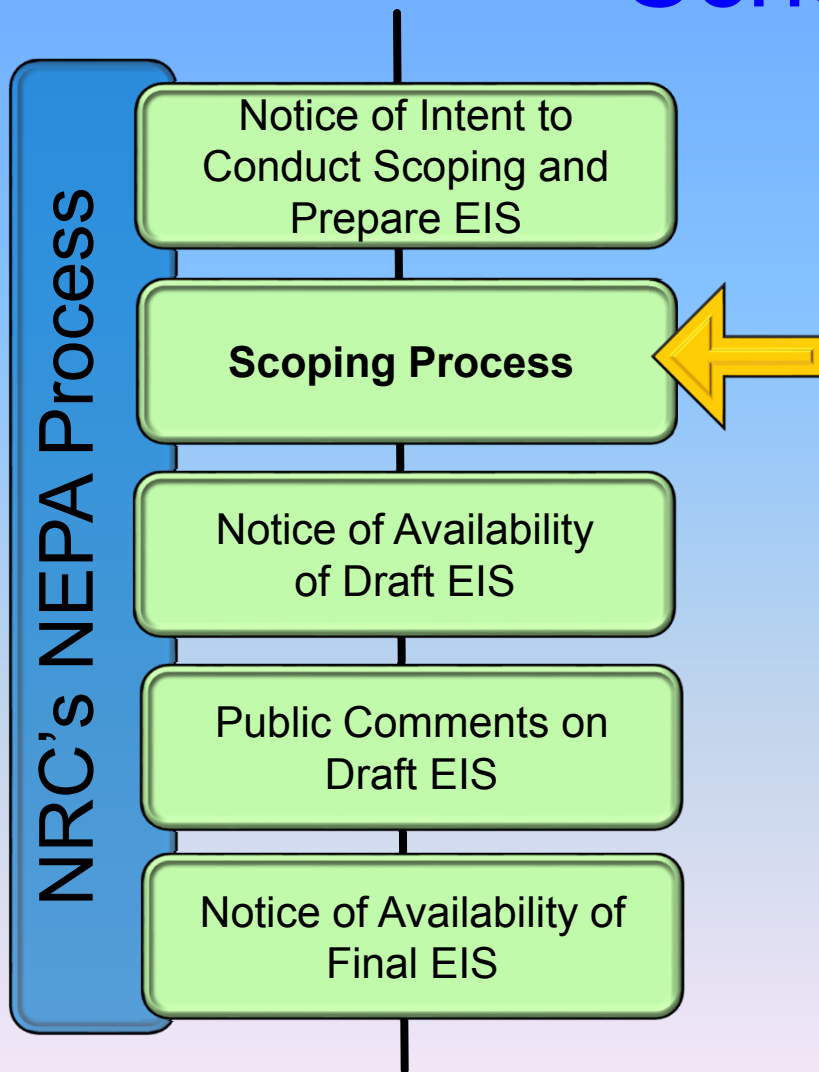 NRC's NEPA Process
Notice of Intent to
Conduct Scoping and
Prepare EIS
Scoping Process
Notice of Availability
of Draft EIS
Public Comments on
Draft EIS
Notice of Availability of
Final EIS